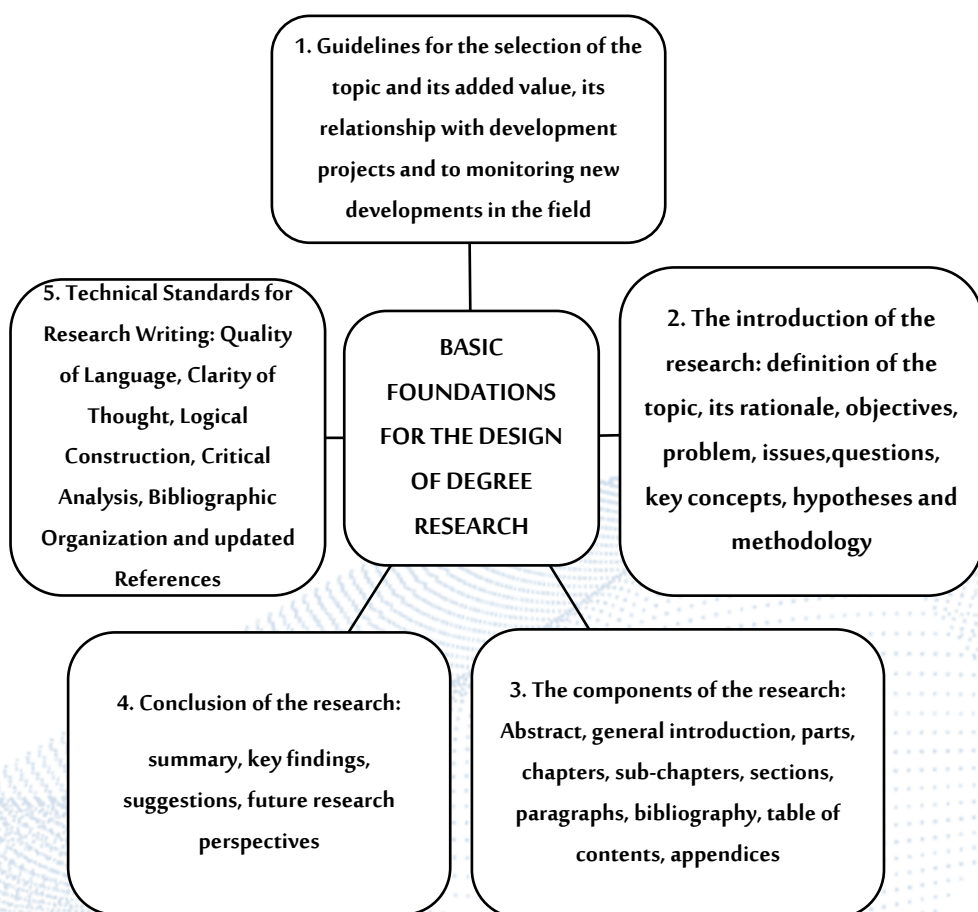 1. Guidelines for the selection of the
topic and its added value, its
relationship with development
projects and to monitoring new
developments in the field
5. Technical Standards for
Research Writing: Quality
of Language, Clarity of
Thought, Logical
Construction, Critical
Analysis, Bibliographic
Organization and updated
References
BASIC
FOUNDATIONS
FOR THE DESIGN
OF DEGREE
RESEARCH
2. The introduction of the
research: definition of the
topic, its rationale, objectives,
problem, issues,questions,
key concepts, hypotheses and
methodology
4. Conclusion of the research:
summary, key findings,
suggestions, future research
perspectives
3. The components of the research:
Abstract, general introduction, parts,
chapters, sub-chapters, sections,
paragraphs, bibliography, table of
contents, appendices